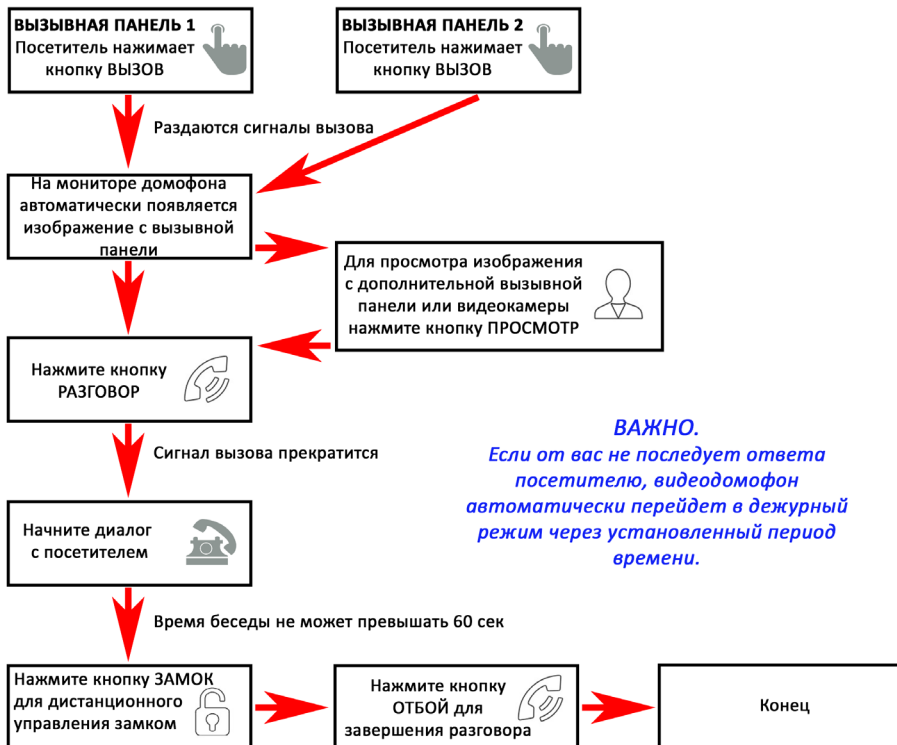 ВЫЗЫВНАЯ ПАНЕЛЬ 1
Посетитель нажимает
кнопку ВЫЗОВ
ВЫЗЫВНАЯ ПАНЕЛЬ 2
Посетитель нажимает
кнопку ВЫЗОВ
Раздаются сигналы вызова
На мониторе домофона
автоматически появляется
изображение с вызывной
панели
Для просмотра изображения
с дополнительной вызывной
панели или видеокамеры
нажмите кнопку ПРОСМОТР
Нажмите кнопку
РАЗГОВОР
Сигнал вызова прекратится
ВАЖНО.
Если от вас не последует ответа
посетителю, видеодомофон
автоматически перейдет в дежурный
режим через установленный период
времени.
Начните диалог
с посетителем
Время беседы не может превышать 60 сек
Нажмите кнопку ЗАМОК
для дистанционного
управления замком
Нажмите кнопку
ОТБОЙ для
завершения разговора
Конец